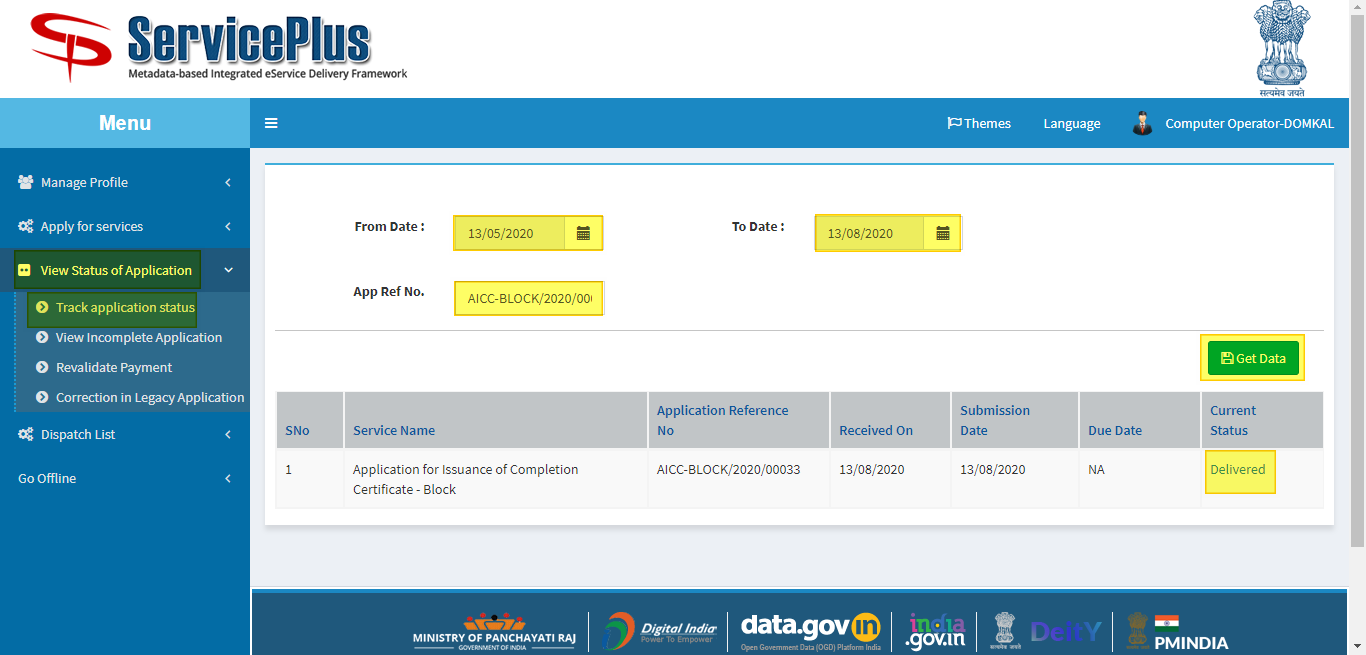 ServicePlus
Metadata-based Integrated eService Delivery Framework
सत्यमेव जयते
Menu
Themes
Language
Computer Operator-DOMKAL
Manage Profile
Apply for services
View Status of Application
Track application status
View Incomplete Application
Revalidate Payment
Correction in Legacy Application
Dispatch List
Go Offline
From Date :
13/05/2020
To Date :
13/08/2020
App Ref No.
AICC-BLOCK/2020/00
Get Data
SNo
Service Name
Application Reference
No
Received On
Submission
Date
Due Date
Current
Status
1
Application for Issuance of Completion
Certificate - Block
AICC-BLOCK/2020/00033
13/08/2020
13/08/2020
NA
Delivered
MINISTRY OF PANCHAYATI RAJ
GOVERNMENT OF INDIA
Digital India
Power To Empower
data.gov in
Open Government Data (OGD) Platform India
india
.gov.in
सत्यमेव जयते
DeitY
PMINDIA